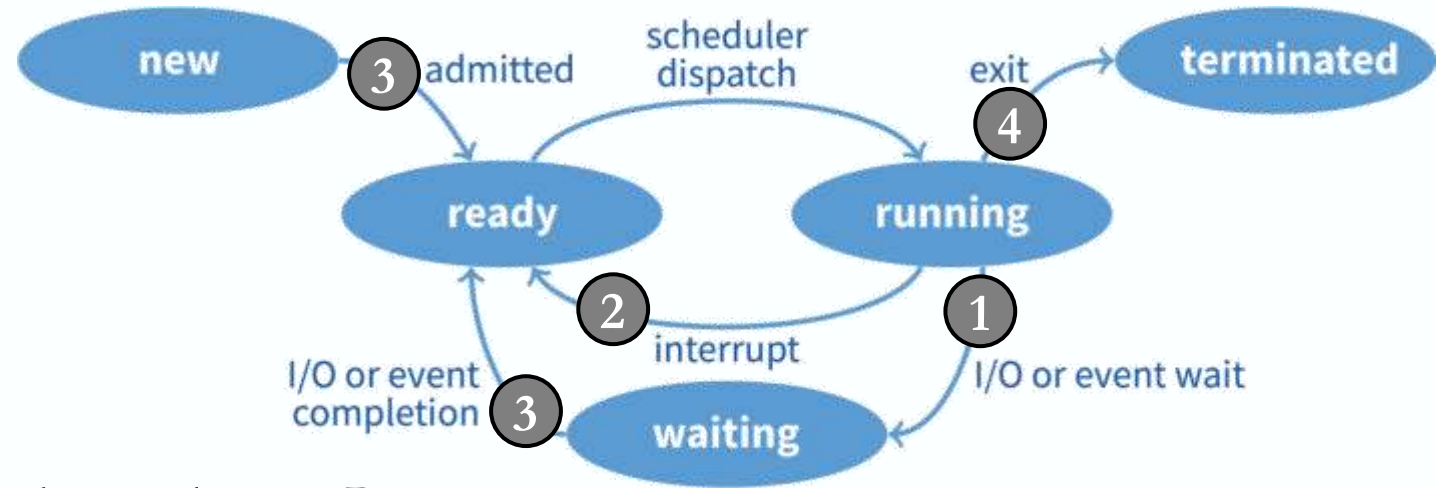 new
3
admitted
scheduler
dispatch
exit
4
terminated
ready
running
2
interrupt
1
I/O or event
completion
3
waiting
I/O or event wait